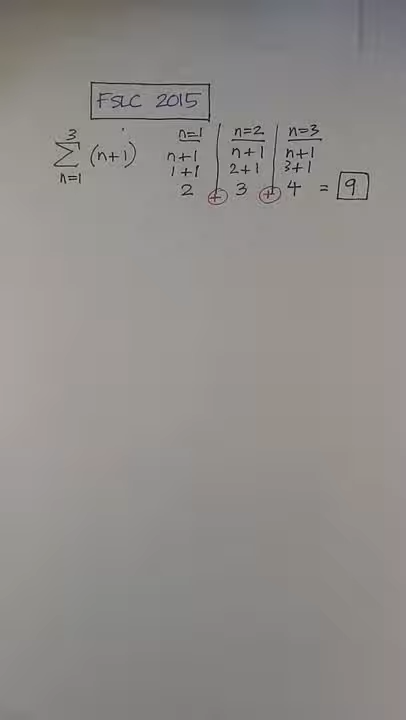 FSLC 2015
3
∑ (n+1)
n=1
n=1 | n=2 | n=3
n+1 | n+1 | n+1
1+1 | 2+1 | 3+1
2 + 3 + 4 = 9